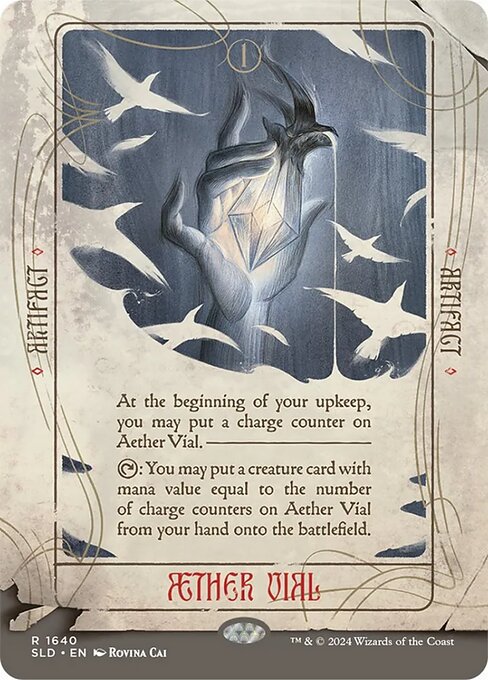 1
ARTIFACT
ARTIFACT
At the beginning of your upkeep,
you may put a charge counter on
Aether Vial.
: You may put a creature card with
mana value equal to the number
of charge counters on Aether Vial
from your hand onto the battlefield.
ÆTHER VIAL
R 1640
SLD • EN Rovina Cai
™ & © 2024 Wizards of the Coast